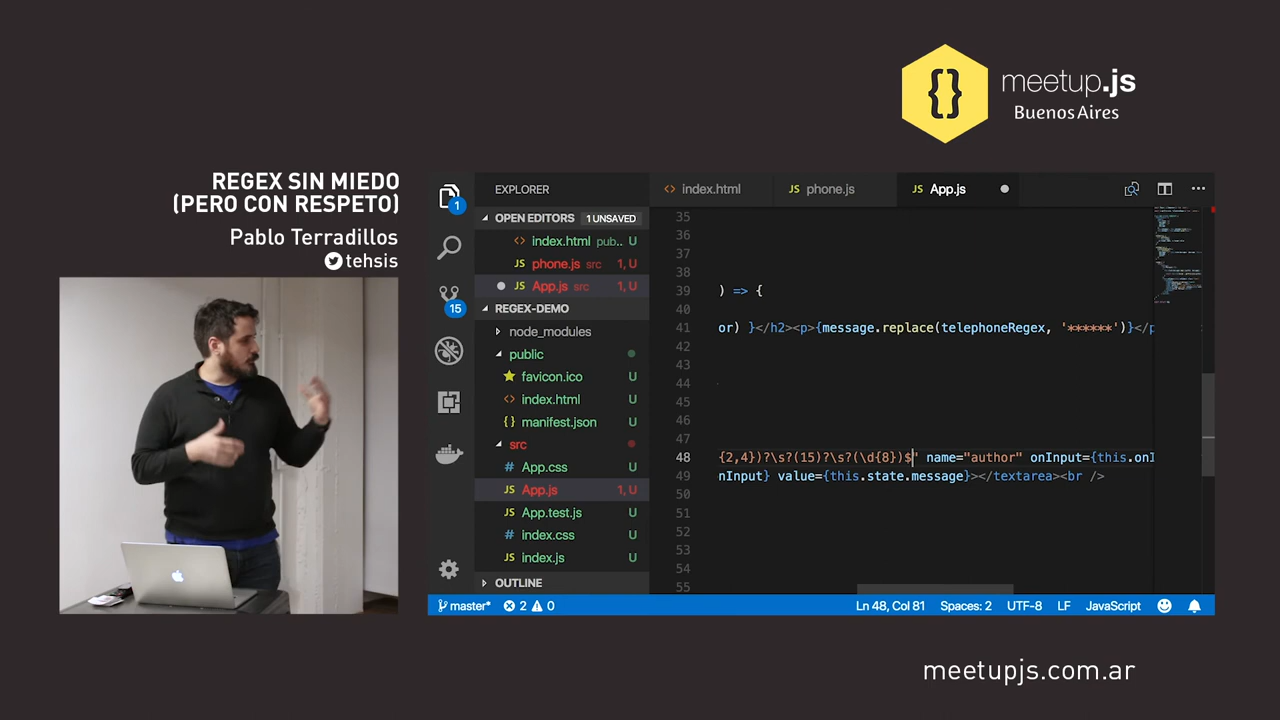 meetup.js
Buenos Aires
REGEX SIN MIEDO
(PERO CON RESPETO)
Pablo Terradillos
tehsis
1
15
EXPLORER
OPEN EDITORS 1 UNSAVED
index.html pub.. U
phone.js src 1, U
App.js src 1, U
REGEX-DEMO
node_modules
public
favicon.ico U
index.html U
manifest.json U
src
App.css U
App.js 1, U
App.test.js U
index.css U
index.js U
OUTLINE
index.html phone.js App.js
35
36
37
38
39 ) => {
40
41 or) }</h2><p>{message.replace(telephoneRegex, '******')}</p
42
43
44
45
46
47
48 {2,4})?\s?(15)?\s?(\d{8})$" name="author" onInput={this.onI
49 nInput} value={this.state.message}></textarea><br />
50
51
52
53
54
55
master* 2 0 Ln 48, Col 81 Spaces: 2 UTF-8 LF JavaScript
meetupjs.com.ar